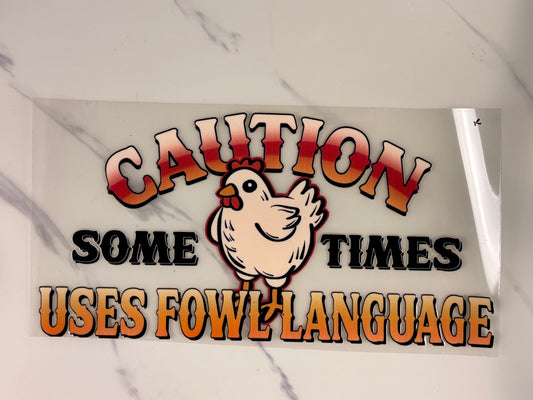 CAUTION
SOME TIMES
USES FOWL LANGUAGE